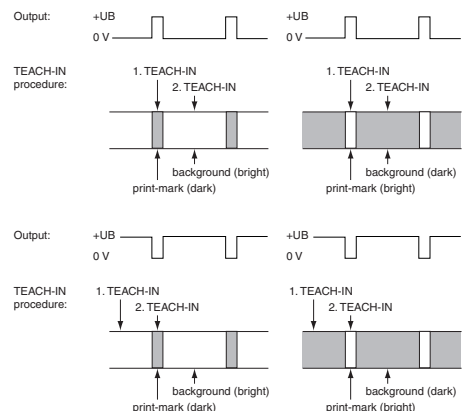 Output: +UB +UB
0 V 0 V
TEACH-IN procedure:
1. TEACH-IN 1. TEACH-IN
2. TEACH-IN 2. TEACH-IN
background (bright) background (dark)
print-mark (dark) print-mark (bright)
Output: +UB +UB
0 V 0 V
TEACH-IN procedure:
1. TEACH-IN 1. TEACH-IN
2. TEACH-IN 2. TEACH-IN
background (bright) background (dark)
print-mark (dark) print-mark (bright)